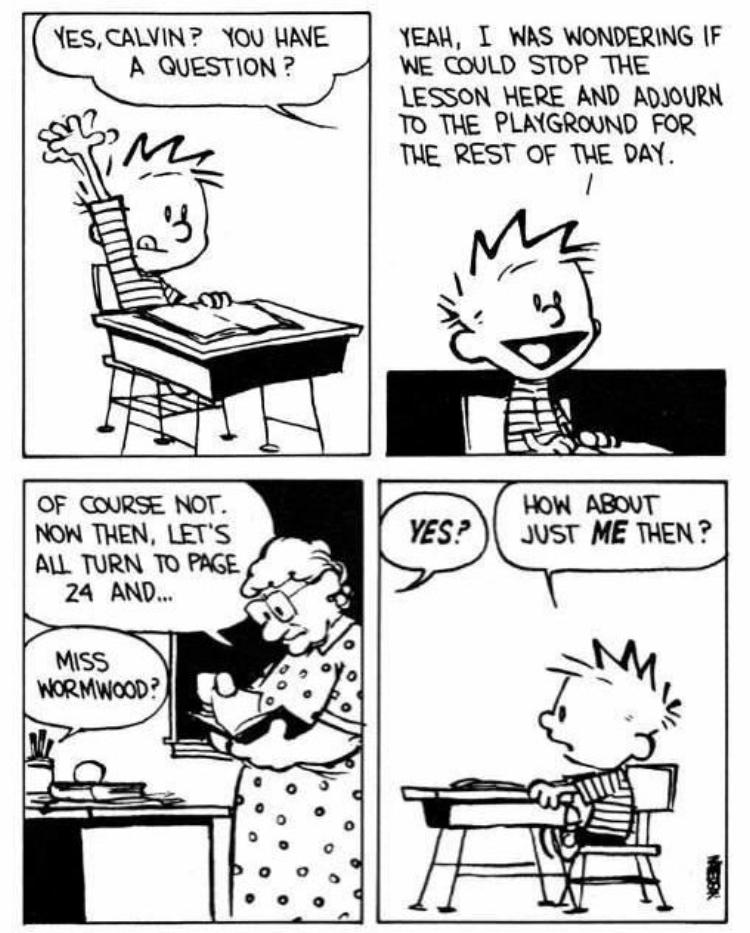 YES, CALVIN? YOU HAVE
A QUESTION?
YEAH, I WAS WONDERING IF
WE COULD STOP THE
LESSON HERE AND ADJOURN
TO THE PLAYGROUND FOR
THE REST OF THE DAY.
OF COURSE NOT.
NOW THEN, LET'S
ALL TURN TO PAGE
24 AND...
MISS
WORMWOOD?
YES?
HOW ABOUT
JUST ME THEN?